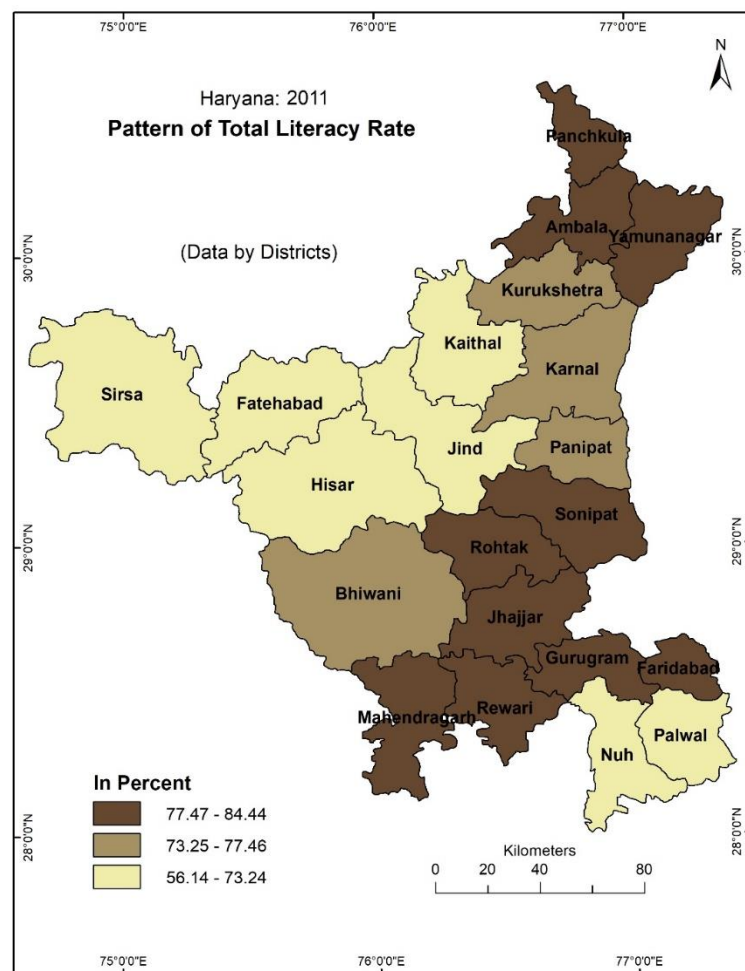 75°0'0"E
76°0'0"E
77°0'0"E
N
Haryana: 2011
Pattern of Total Literacy Rate
(Data by Districts)
30°0'0"N
30°0'0"N
29°0'0"N
29°0'0"N
28°0'0"N
28°0'0"N
Panchkula
Ambala
Yamunanagar
Kurukshetra
Kaithal
Karnal
Sirsa
Fatehabad
Jind
Panipat
Hisar
Sonipat
Rohtak
Bhiwani
Jhajjar
Gurugram
Faridabad
Mahendragarh
Rewari
Nuh
Palwal
In Percent
77.47 - 84.44
73.25 - 77.46
56.14 - 73.24
Kilometers
0 20 40 60 80
75°0'0"E
76°0'0"E
77°0'0"E